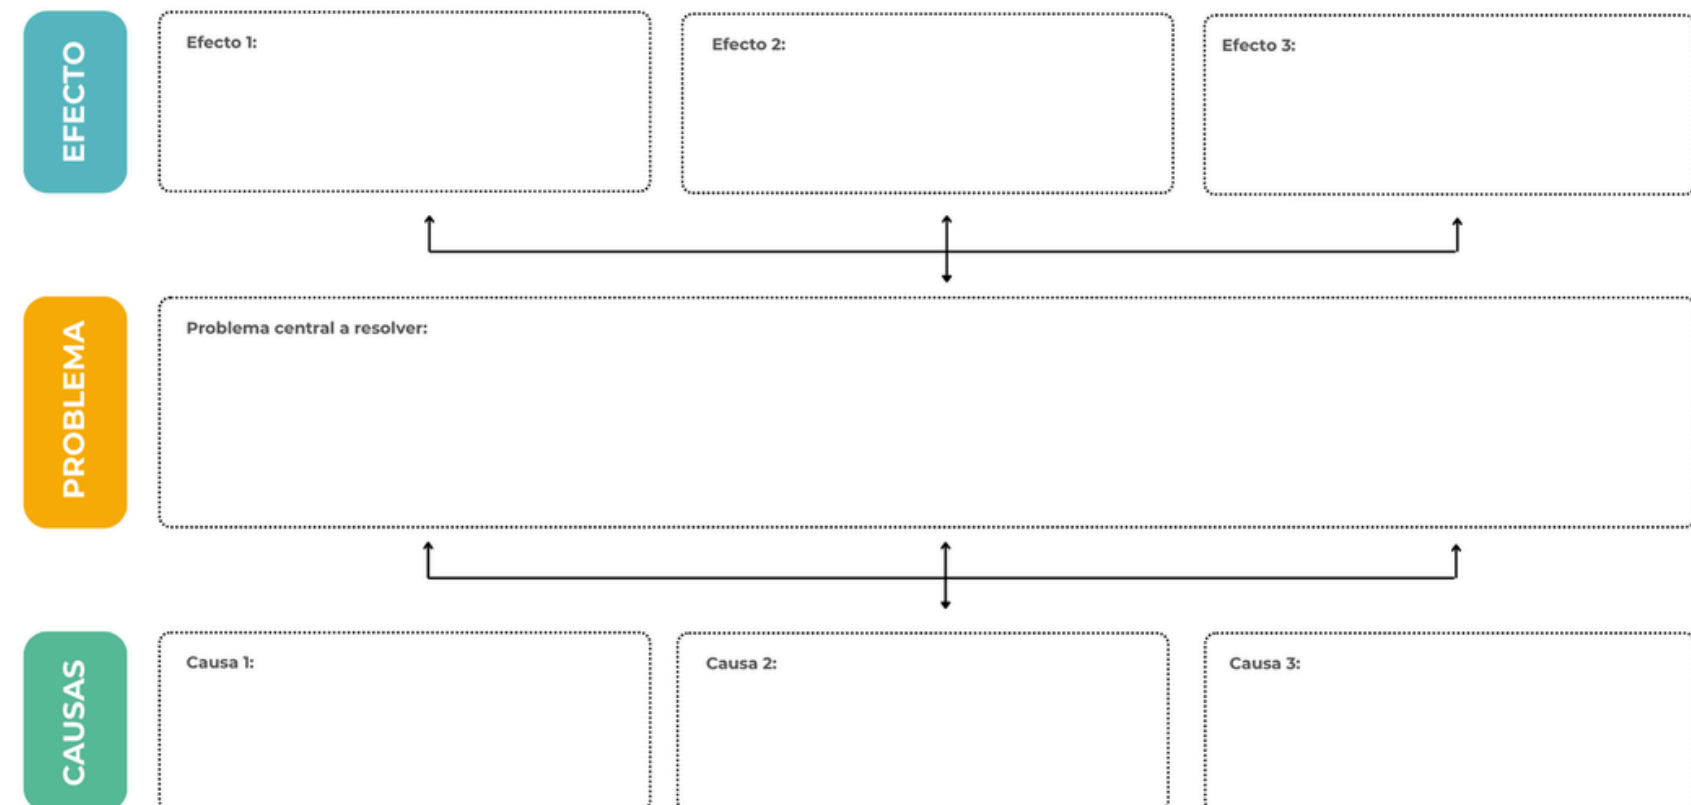 EFECTO
Efecto 1:
Efecto 2:
Efecto 3:
PROBLEMA
Problema central a resolver:
CAUSAS
Causa 1:
Causa 2:
Causa 3: